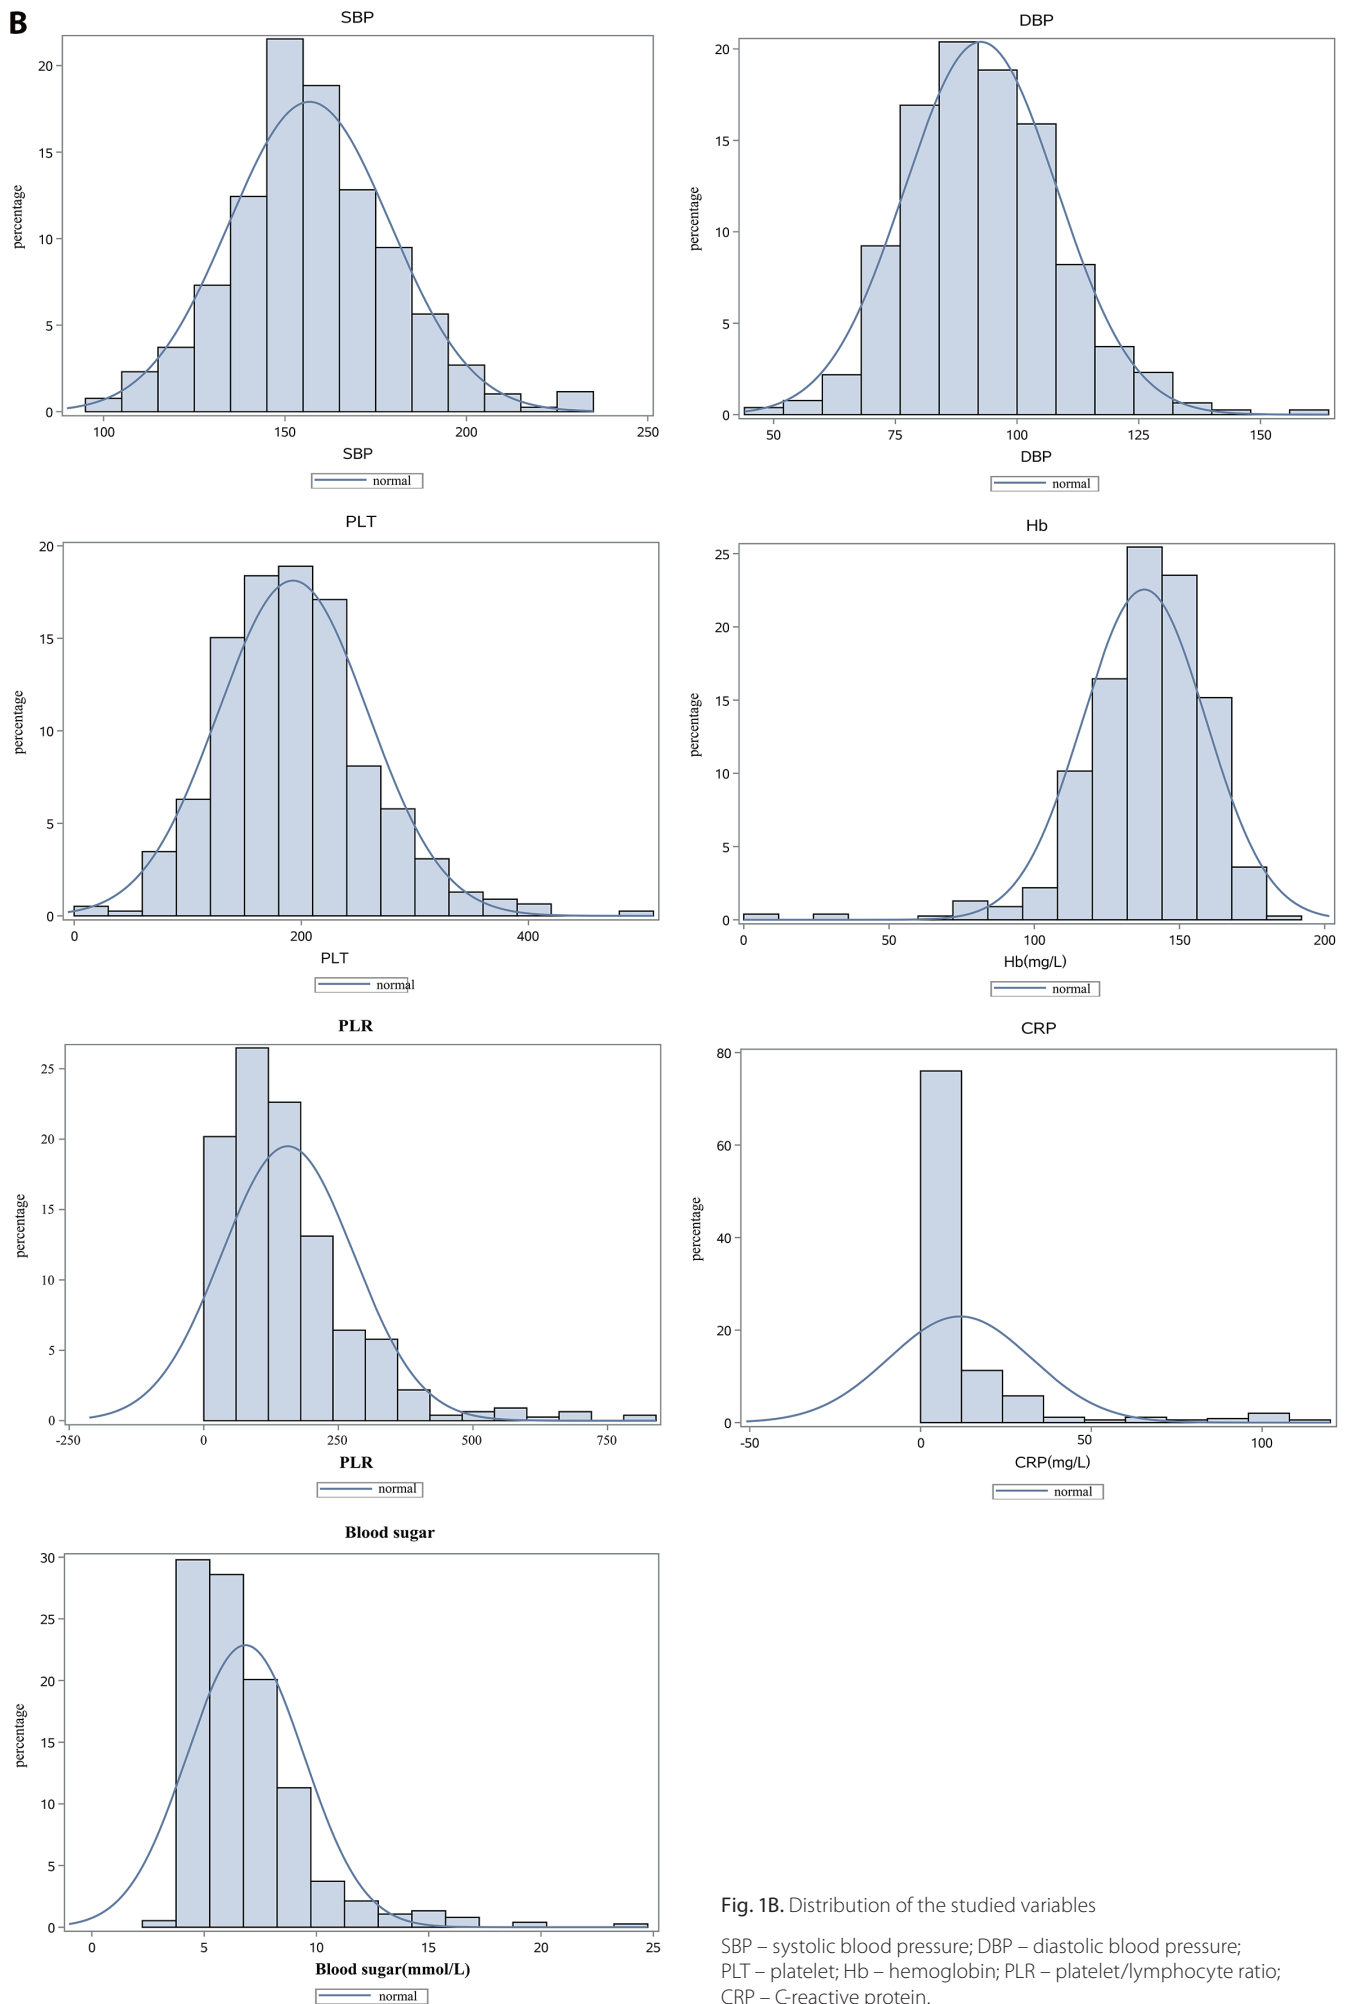 B
SBP
percentage
20
15
10
5
0
100 150 200 250
SBP
normal
DBP
percentage
20
15
10
5
0
50 75 100 125 150
DBP
normal
PLT
percentage
20
15
10
5
0
0 200 400
PLT
normal
Hb
percentage
25
20
15
10
5
0
0 50 100 150 200
Hb(mg/L)
normal
PLR
percentage
25
20
15
10
5
0
-250 0 250 500 750
PLR
normal
CRP
percentage
80
60
40
20
0
-50 0 50 100
CRP(mg/L)
normal
Blood sugar
percentage
30
25
20
15
10
5
0
0 5 10 15 20 25
Blood sugar(mmol/L)
normal
Fig. 1B. Distribution of the studied variables
SBP – systolic blood pressure; DBP – diastolic blood pressure;
PLT – platelet; Hb – hemoglobin; PLR – platelet/lymphocyte ratio;
CRP – C-reactive protein.